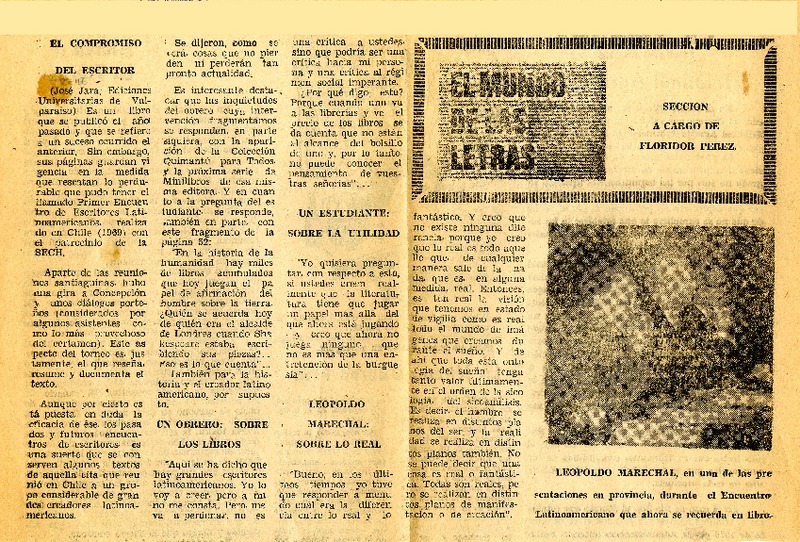 EL COMPROMISO
DEL ESCRITOR
(José Jara, Ediciones
Universitarias de Val-
paraíso) Es un libro
que se publicó el año
pasado y que se refiere
a un suceso ocurrido el
anterior. Sin embargo,
sus páginas guardan vi
gencia en la medida
que resentan lo perdu-
rable que pudo tener el
llamado Primer Encuen
tro de Escritores Lati-
noamericanos, realiza
do en Chile (1969) con
el patrocinio de la
SECH.
Aparte de las reunio-
nes santiaguinas, hubo
una gira a Concepción
y unos diálogos porte-
ños (considerados por
algunos asistentes co-
mo lo más provechoso
del certamen). Este as
pecto del torneo es jus
tamente, el que reseña,
resume y documenta el
texto.
Aunque por cierto es
tá puesta en duda la
eficacia de ése, los pasa
dos y futuros encuen-
tros de escritores es
una suerte que se con
serven algunos textos
de aquella cita que reu
nió en Chile a un gru-
po considerable de gran
des creadores latinoa-
mericanos.
Se dijeron, como se
verá, cosas que no pier
den ni perderán tan
pronto actualidad.
Es interesante desta-
car que las inquietudes
del obrero cuya inter-
vención fragmentamos
se responden, en parte
siquiera, con la apari-
ción de la Colección
Quimantú para Todos
y la próxima serie de
Minilibros de esa mis-
ma editora. Y en cuan
to a la pregunta del es
tudiante se responde,
también en parte, con
este fragmento de la
página 52:
"En la historia de la
humanidad hay miles
de libros acumulados
que hoy juegan el pa
pel de afirmación del
hombre sobre la tierra.
¿Quién se acuerda hoy
de quién era el alcalde
de Londres cuando Sha
kespeare estaba escri-
biendo sus piezas?...
"Eso es lo que cuenta"...
También para la his-
toria y el creador latino
americano, por supues
to.
UN OBRERO: SOBRE
LOS LIBROS
"Aquí se ha dicho que
hay grandes escritores
latinoamericanos. Yo lo
voy a creer, pero a mí
no me consta. Pero me
va a perdonar, no es
una crítica a ustedes,
sino que podría ser una
crítica hacia mi perso-
na y una crítica al régi
men social imperante.
¿Por qué digo esto?
Porque cuando uno va
a las librerías y ve el
precio de los libros se
da cuenta que no están
al alcance del bolsillo
de uno y, por lo tanto,
no puede conocer el
pensamiento de vues-
tras señorías"...
UN ESTUDIANTE:
SOBRE LA UTILIDAD
"Yo quisiera pregun-
tar, con respecto a esto,
si ustedes creen real-
mente que la literatu-
tura tiene que jugar
un papel más allá del
que ahora está jugando
y creo que ahora no
juega ninguno, que
no es más que una en-
tretención de la burgue
sía"...
LEOPOLDO
MARECHAL:
SOBRE LO REAL
"Bueno, en los últi-
mos tiempos yo tuve
que responder a menu
do cuál era la diferen
cia entre lo real y lo
EL MUNDO
DE LAS
LETRAS
SECCION
A CARGO DE
FLORIDOR PEREZ.
fantástico. Y creo que
no existe ninguna dife
rencia porque yo creo
que lo real es todo aque
llo que de cualquier
manera sale de la na
da, que es en alguna
medida real. Entonces,
es tan real la visión
que tenemos en estado
de vigilia como es real
todo el mundo de imá
genes que creamos du
rante el sueño. Y de
ahí que toda esta onto
logía del sueño tenga
tanto valor últimamen-
te en el orden de la sico
logía, del sicoanálisis.
Es decir, el hombre se
realiza en distintos pla
nos del ser, y la reali
dad se realiza en distin
tos planos también. No
se puede decir que una
cosa es real o fantásti-
ca. Todas son reales, pe
ro se realizan en distin
tos planos de manifes-
tación o de creación".
LEOPOLDO MARECHAL, en una de las pre
sentaciones en provincia, durante el Encuentro
Latinoamericano que ahora se recuerda en libro.